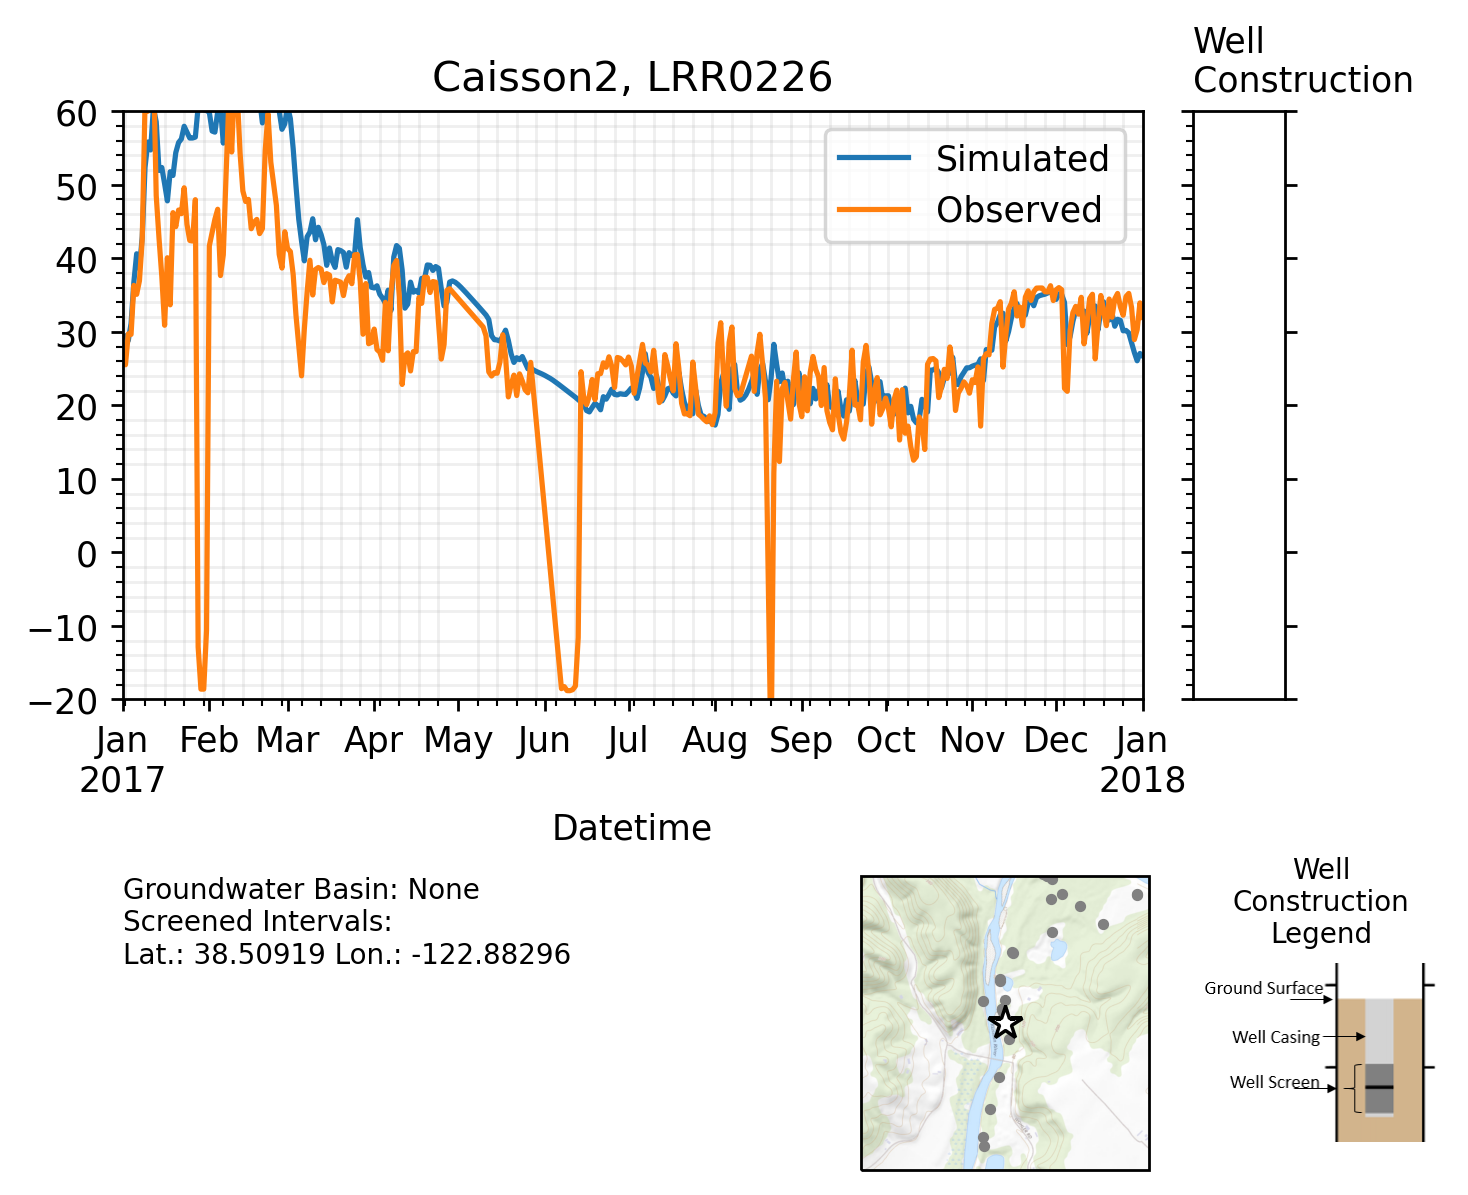 Well
Construction
Caisson2, LRR0226
Simulated
Observed
60
50
40
30
20
10
0
−10
−20
Jan Feb Mar Apr May Jun Jul Aug Sep Oct Nov Dec Jan
2017 2018
Datetime
Groundwater Basin: None
Screened Intervals:
Lat.: 38.50919 Lon.: -122.88296
Well
Construction
Legend
Ground Surface
Well Casing
Well Screen